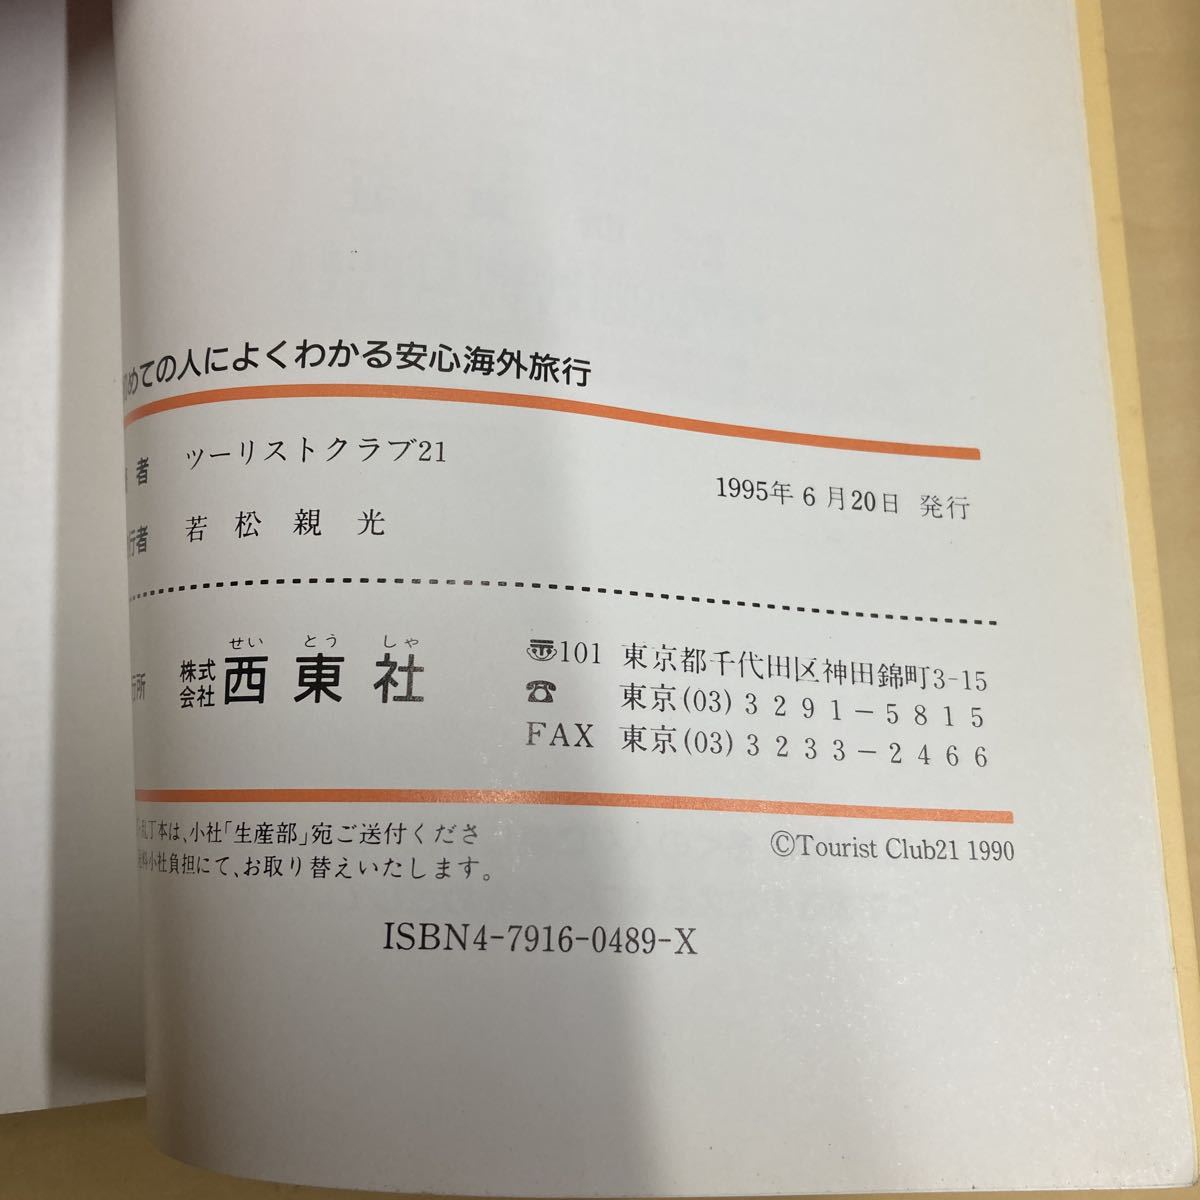 めての人によくわかる安心海外旅行
者 ツーリストクラブ21
1995年6月20日 発行
行者 若松親光
せい とう しゃ
所 株式会社 西東社
〒101 東京都千代田区神田錦町3-15
☎ 東京(03)3291-5815
FAX 東京(03)3233-2466
乱丁本は、小社「生産部」宛ご送付くださ
料小社負担にて、お取り替えいたします。
©Tourist Club21 1990
ISBN4-7916-0489-X